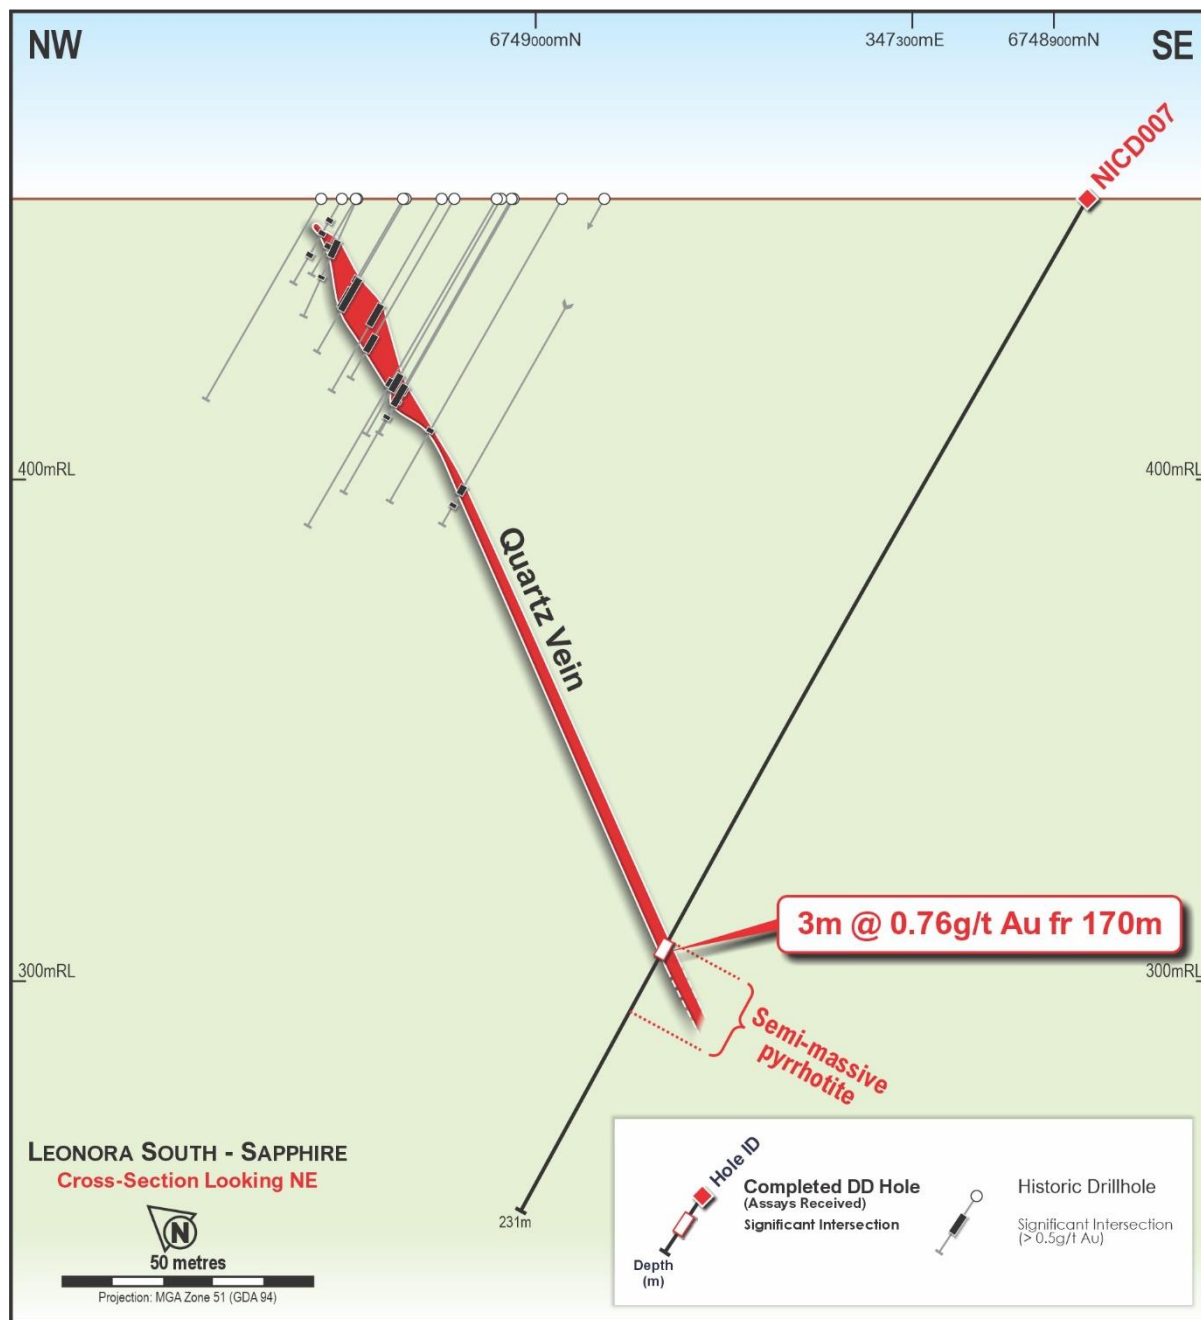 NW
6749000mN
347300mE
6748900mN
SE
NICD007
400mRL
400mRL
Quartz Vein
3m @ 0.76g/t Au fr 170m
300mRL
300mRL
Semi-massive
pyrrhotite
LEONORA SOUTH - SAPPHIRE
Cross-Section Looking NE
N
50 metres
Projection: MGA Zone 51 (GDA 94)
231m
Hole ID
Completed DD Hole
(Assays Received)
Significant Intersection
Depth
(m)
Historic Drillhole
Significant Intersection
(> 0.5g/t Au)